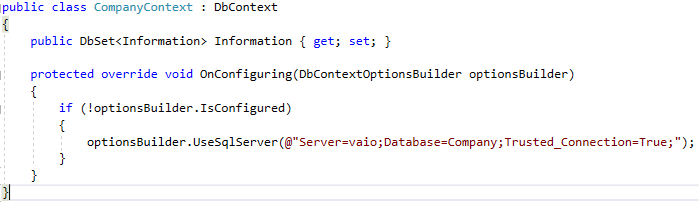 public class CompanyContext : DbContext
{
public DbSet<Information> Information { get; set; }
protected override void OnConfiguring(DbContextOptionsBuilder optionsBuilder)
{
if (!optionsBuilder.IsConfigured)
{
optionsBuilder.UseSqlServer(@"Server=vaio;Database=Company;Trusted_Connection=True;");
}
}
}